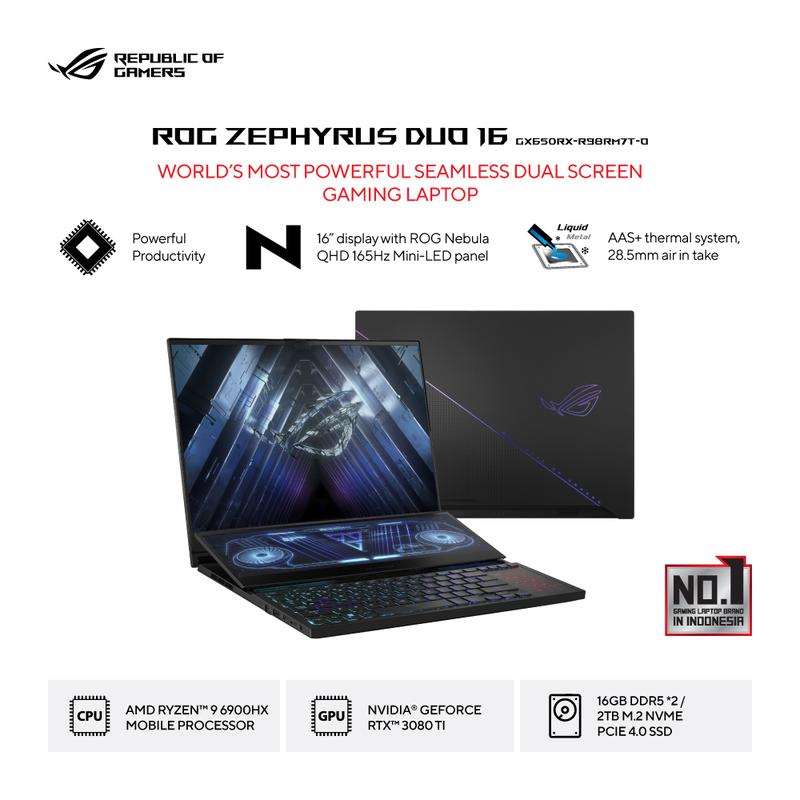 REPUBLIC OF
GAMERS
ROG ZEPHYRUS DUO 16 GX650RX-R98RM7T-O
WORLD'S MOST POWERFUL SEAMLESS DUAL SCREEN
GAMING LAPTOP
Powerful
Productivity
16" display with ROG Nebula
QHD 165Hz Mini-LED panel
Liquid
Metal
AAS+ thermal system,
28.5mm air in take
NO.1
GAMING LAPTOP BRAND
IN INDONESIA
CPU
AMD RYZEN™ 9 6900HX
MOBILE PROCESSOR
GPU
NVIDIA® GEFORCE
RTX™ 3080 TI
16GB DDR5 *2 /
2TB M.2 NVME
PCIE 4.0 SSD